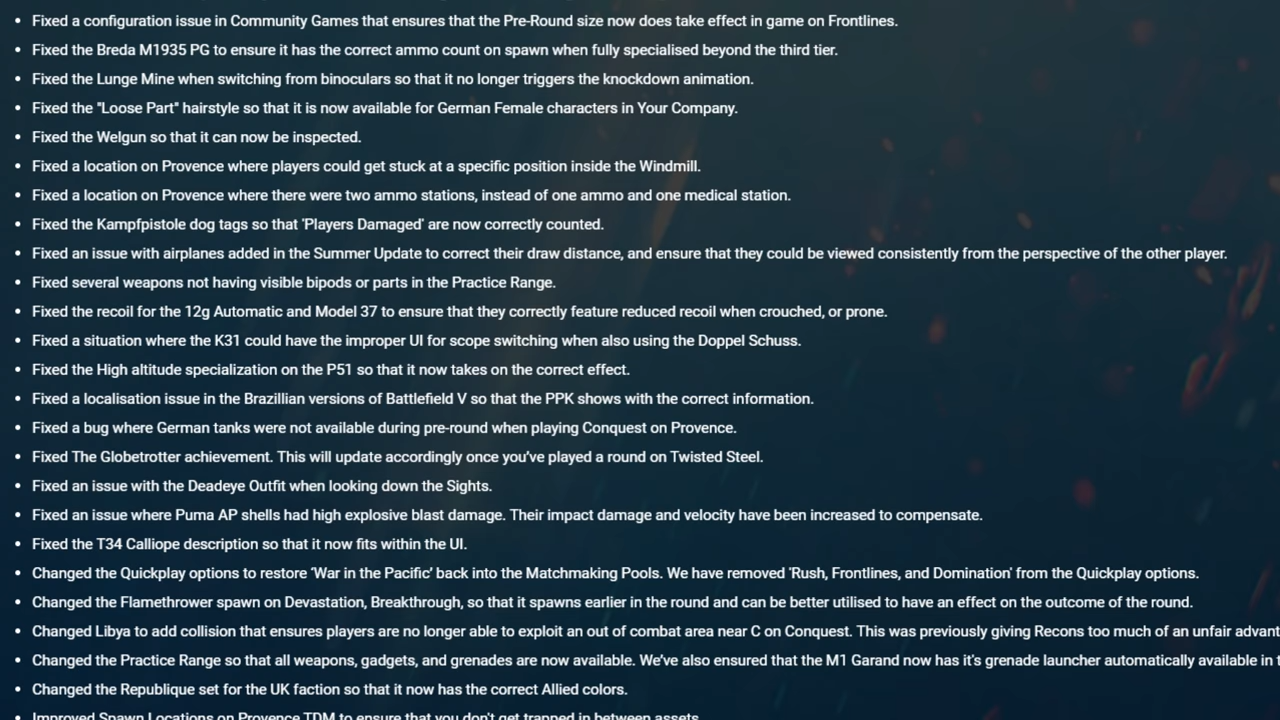 • Fixed a configuration issue in Community Games that ensures that the Pre-Round size now does take effect in game on Frontlines.
• Fixed the Breda M1935 PG to ensure it has the correct ammo count on spawn when fully specialised beyond the third tier.
• Fixed the Lunge Mine when switching from binoculars so that it no longer triggers the knockdown animation.
• Fixed the "Loose Part" hairstyle so that it is now available for German Female characters in Your Company.
• Fixed the Welgun so that it can now be inspected.
• Fixed a location on Provence where players could get stuck at a specific position inside the Windmill.
• Fixed a location on Provence where there were two ammo stations, instead of one ammo and one medical station.
• Fixed the Kampfpistole dog tags so that 'Players Damaged' are now correctly counted.
• Fixed an issue with airplanes added in the Summer Update to correct their draw distance, and ensure that they could be viewed consistently from the perspective of the other player.
• Fixed several weapons not having visible bipods or parts in the Practice Range.
• Fixed the recoil for the 12g Automatic and Model 37 to ensure that they correctly feature reduced recoil when crouched, or prone.
• Fixed a situation where the K31 could have the improper UI for scope switching when also using the Doppel Schuss.
• Fixed the High altitude specialization on the P51 so that it now takes on the correct effect.
• Fixed a localisation issue in the Brazillian versions of Battlefield V so that the PPK shows with the correct information.
• Fixed a bug where German tanks were not available during pre-round when playing Conquest on Provence.
• Fixed The Globetrotter achievement. This will update accordingly once you've played a round on Twisted Steel.
• Fixed an issue with the Deadeye Outfit when looking down the Sights.
• Fixed an issue where Puma AP shells had high explosive blast damage. Their impact damage and velocity have been increased to compensate.
• Fixed the T34 Calliope description so that it now fits within the UI.
• Changed the Quickplay options to restore 'War in the Pacific' back into the Matchmaking Pools. We have removed 'Rush, Frontlines, and Domination' from the Quickplay options.
• Changed the Flamethrower spawn on Devastation, Breakthrough, so that it spawns earlier in the round and can be better utilised to have an effect on the outcome of the round.
• Changed Libya to add collision that ensures players are no longer able to exploit an out of combat area near C on Conquest. This was previously giving Recons too much of an unfair advant
• Changed the Practice Range so that all weapons, gadgets, and grenades are now available. We've also ensured that the M1 Garand now has it's grenade launcher automatically available in t
• Changed the Republique set for the UK faction so that it now has the correct Allied colors.
• Improved Spawn Locations on Provence TDM to ensure that you don't get trapped in between assets.